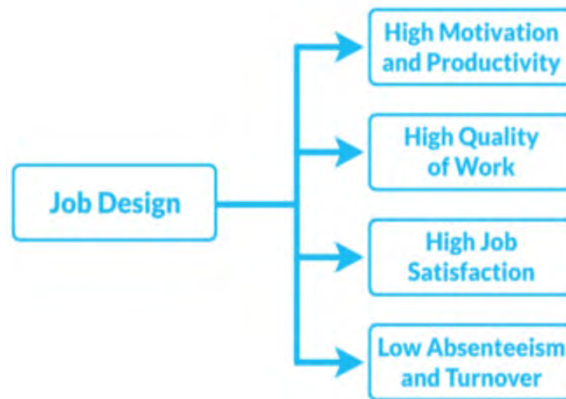 Job Design
High Motivation
and Productivity
High Quality
of Work
High Job
Satisfaction
Low Absenteeism
and Turnover